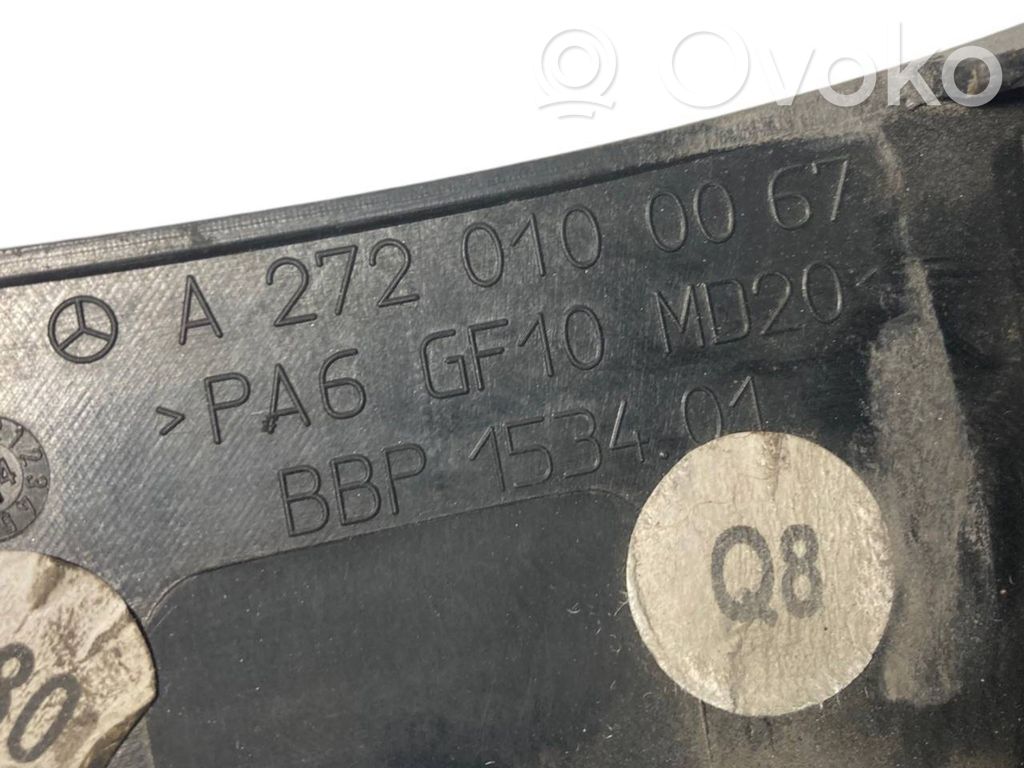 Ovoko
A 272 010 00 67
>PA6 GF10 MD20<
BBP 1534.01
Q8